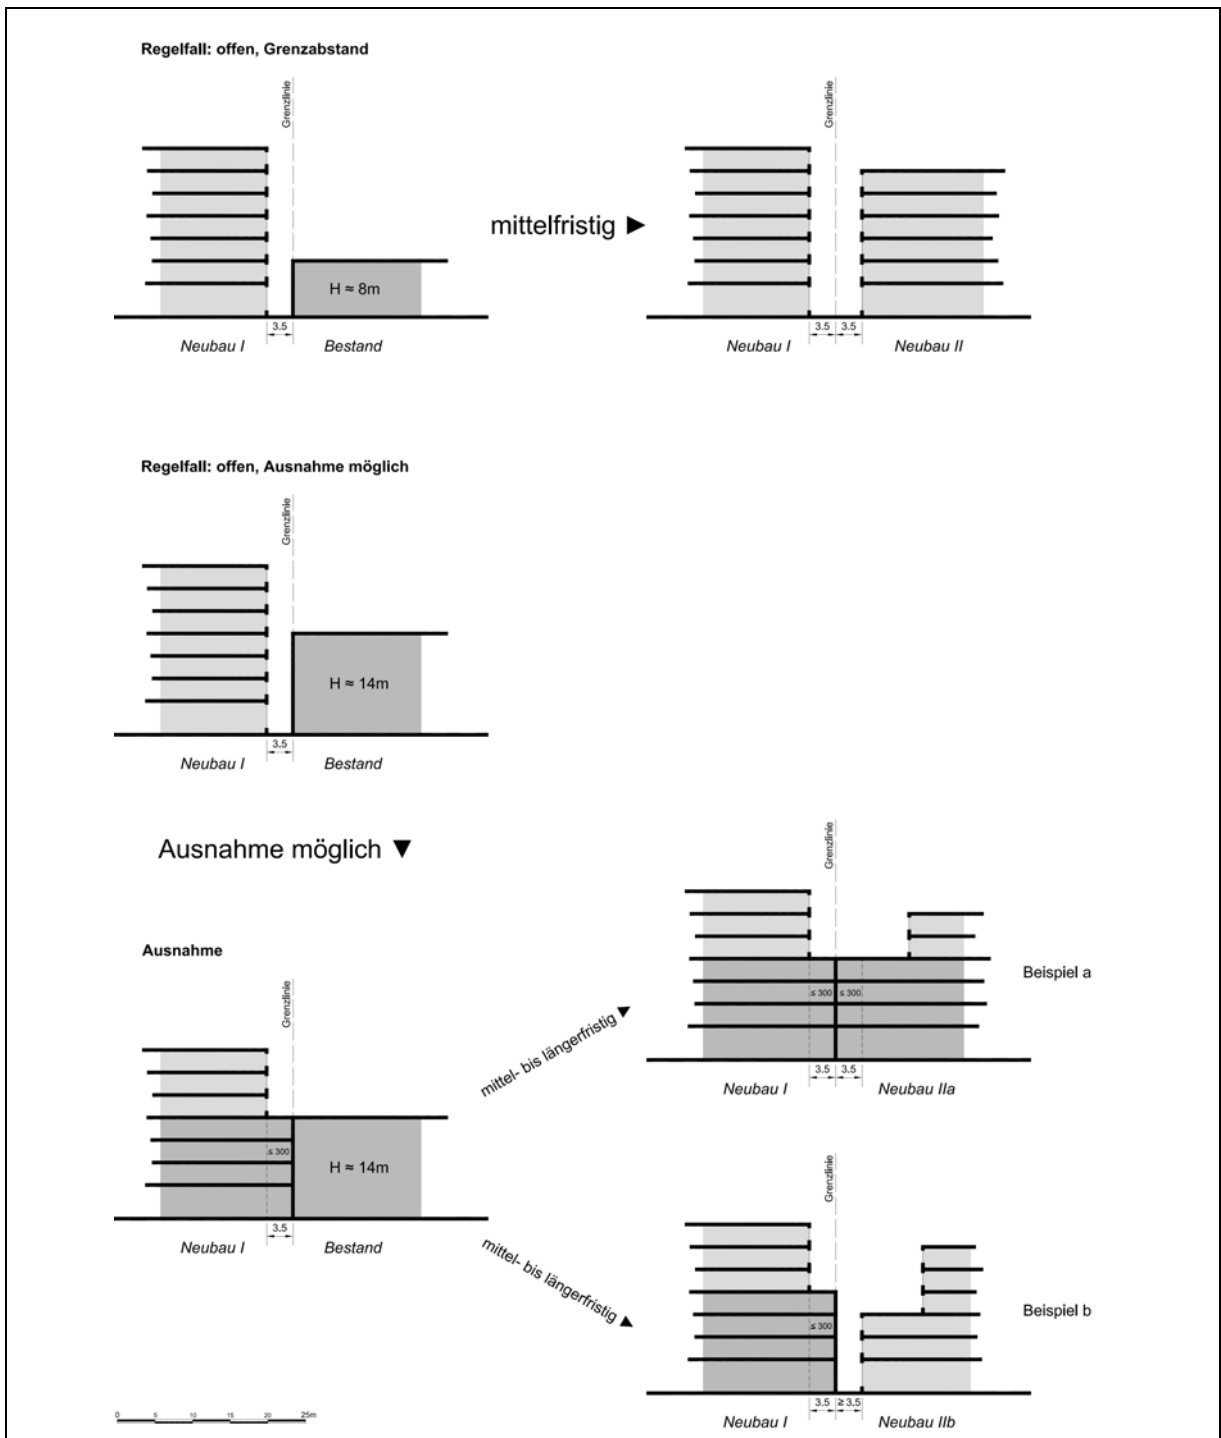 Regelfall: offen, Grenzabstand
Grenzlinie
H ≈ 8m
3.5
Neubau I
Bestand
mittelfristig ►
Grenzlinie
3.5 3.5
Neubau I
Neubau II
Regelfall: offen, Ausnahme möglich
Grenzlinie
H ≈ 14m
3.5
Neubau I
Bestand
Ausnahme möglich ▼
Ausnahme
Grenzlinie
≤ 300
H ≈ 14m
3.5
Neubau I
Bestand
mittel- bis längerfristig ►
Grenzlinie
≤ 300 ≤ 300
Beispiel a
3.5 3.5
Neubau I
Neubau IIa
mittel- bis längerfristig ►
Grenzlinie
≤ 300
Beispiel b
3.5 ≥ 3.5
Neubau I
Neubau IIb
0 5 10 15 20 25m